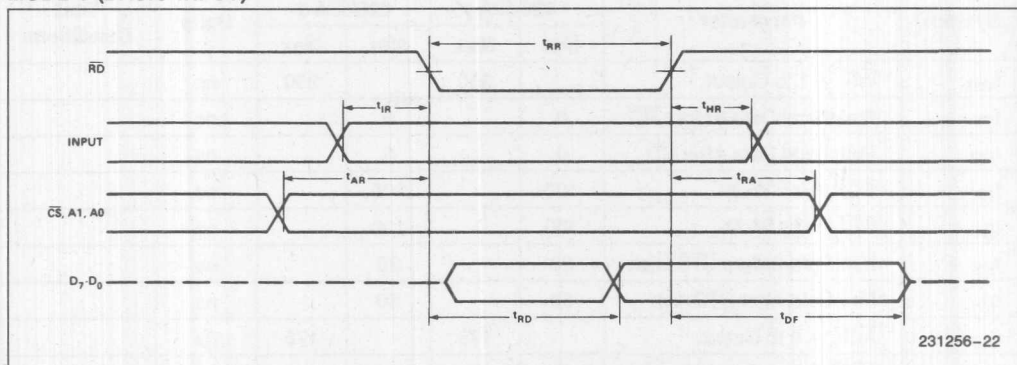 tRR
RD
tIR
tHR
INPUT
tAR
tRA
CS, A1, A0
D7-D0
tRD
tDF
231256-22